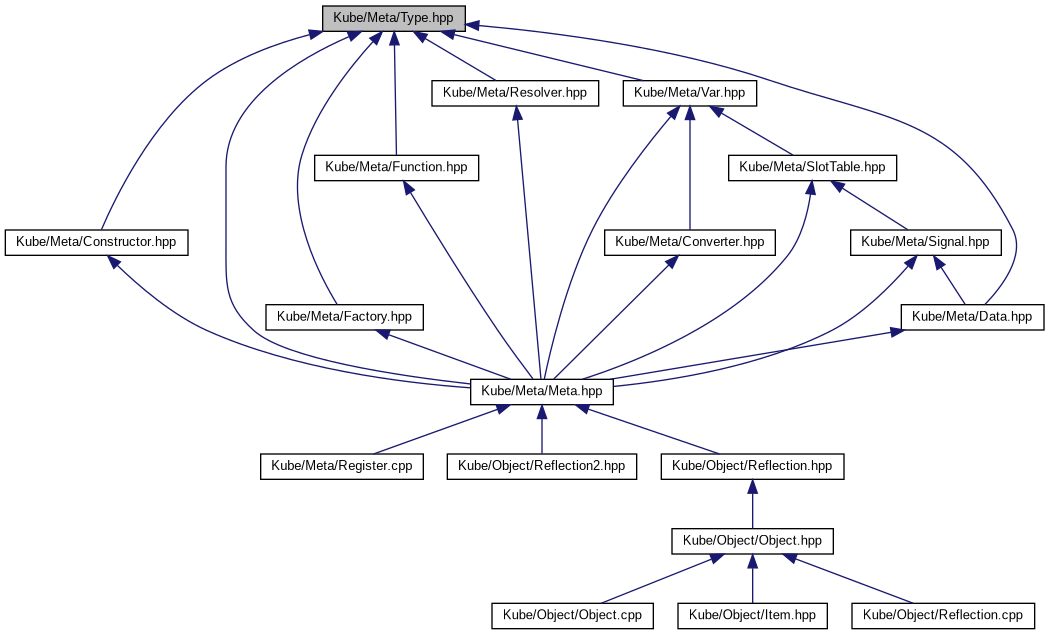 Kube/Meta/Type.hpp
Kube/Meta/Resolver.hpp
Kube/Meta/Var.hpp
Kube/Meta/Function.hpp
Kube/Meta/SlotTable.hpp
Kube/Meta/Constructor.hpp
Kube/Meta/Converter.hpp
Kube/Meta/Signal.hpp
Kube/Meta/Factory.hpp
Kube/Meta/Data.hpp
Kube/Meta/Meta.hpp
Kube/Meta/Register.cpp
Kube/Object/Reflection2.hpp
Kube/Object/Reflection.hpp
Kube/Object/Object.hpp
Kube/Object/Object.cpp
Kube/Object/Item.hpp
Kube/Object/Reflection.cpp